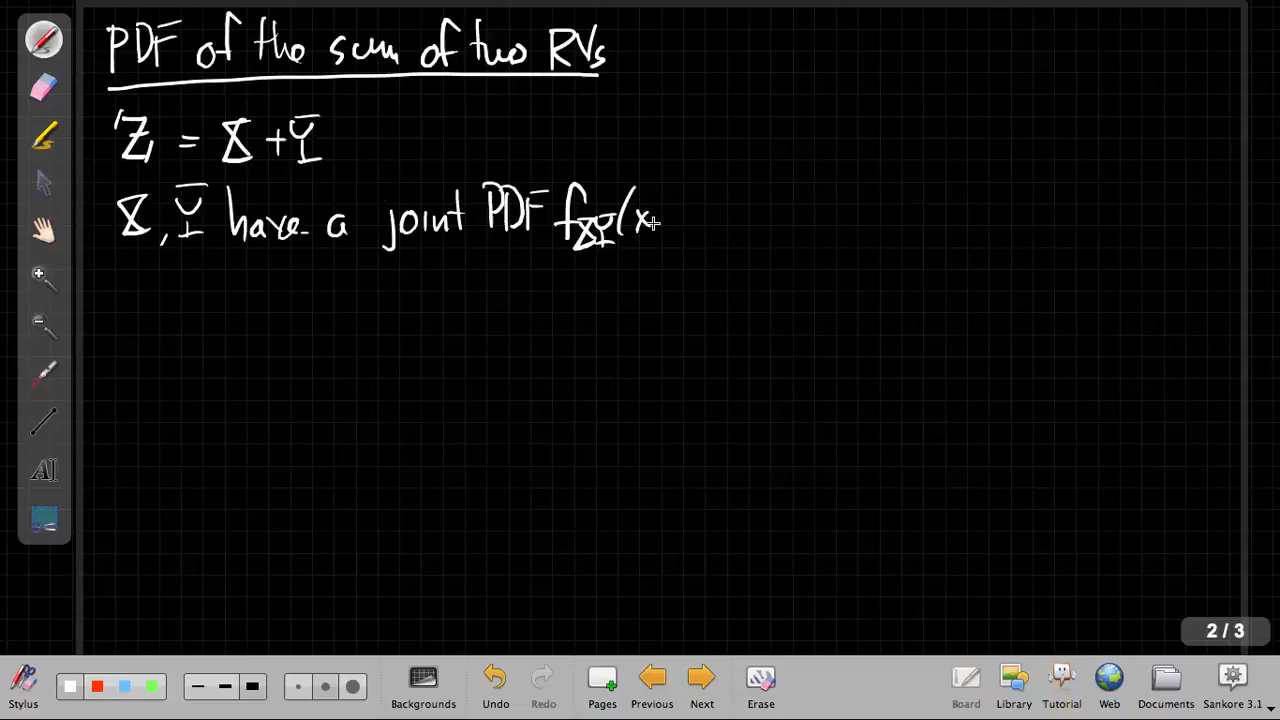 PDF of the sum of two RVs
Z = X + Y
X, Y have a joint PDF f_XY(x
2 / 3
Stylus
Backgrounds
Undo
Redo
Pages
Previous
Next
Erase
Board
Library
Tutorial
Web
Documents
Sankore 3.1